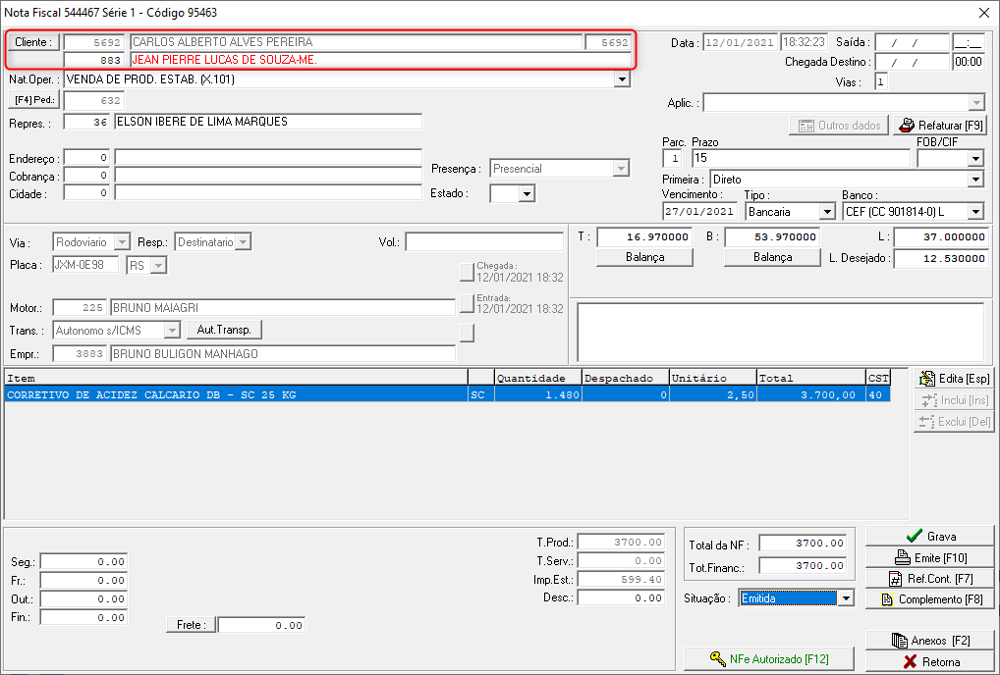 Nota Fiscal 544467 Série 1 - Código 95463
Cliente : 5692 CARLOS ALBERTO ALVES PEREIRA 5692 Data : 12/01/2021 18:32:23 Saída : / / __:__
883 JEAN PIERRE LUCAS DE SOUZA-ME. Chegada Destino : / / 00:00
Nat.Oper. : VENDA DE PROD. ESTAB. (X.101) Vias : 1
[F4] Ped.: 632 Aplic. :
Repres. : 36 ELSON IBERE DE LIMA MARQUES Outros dados Refaturar [F9]
Parc. Prazo FOB/CIF
Endereço : 0 1 15
Cobrança : 0 Presença : Presencial Primeira : Direto
Cidade : 0 Estado : Vencimento : Tipo : Banco :
27/01/2021 Bancaria CEF (CC 901814-0) L
Via : Rodoviario Resp.: Destinatario Vol.: T : 16.970000 B : 53.970000 L : 37.000000
Placa : JXM-0E98 RS Balança Balança L. Desejado : 12.530000
Chegada:
12/01/2021 18:32
Entrada:
Motor.: 225 BRUNO MAIAGRI 12/01/2021 18:32
Trans. : Autonomo s/ICMS Aut.Transp.
Empr.: 3883 BRUNO BULIGON MANHAGO
Item Quantidade Despachado Unitário Total CST Edita [Esp]
CORRETIVO DE ACIDEZ CALCARIO DB - SC 25 KG SC 1.480 0 2,50 3.700,00 40 Inclui [Ins]
Exclui [Del]
T.Prod.: 3700.00 Total da NF : 3700.00 Grava
Seg.: 0.00 T.Serv.: 0.00 Tot.Financ.: 3700.00 Emite [F10]
Fr.: 0.00 Imp.Est.: 599.40 Ref.Cont. [F7]
Out.: 0.00 Desc.: 0.00 Situação : Emitida Complemento [F8]
Fin.: 0.00
Frete : 0.00
Anexos [F2]
NFe Autorizado [F12] Retorna